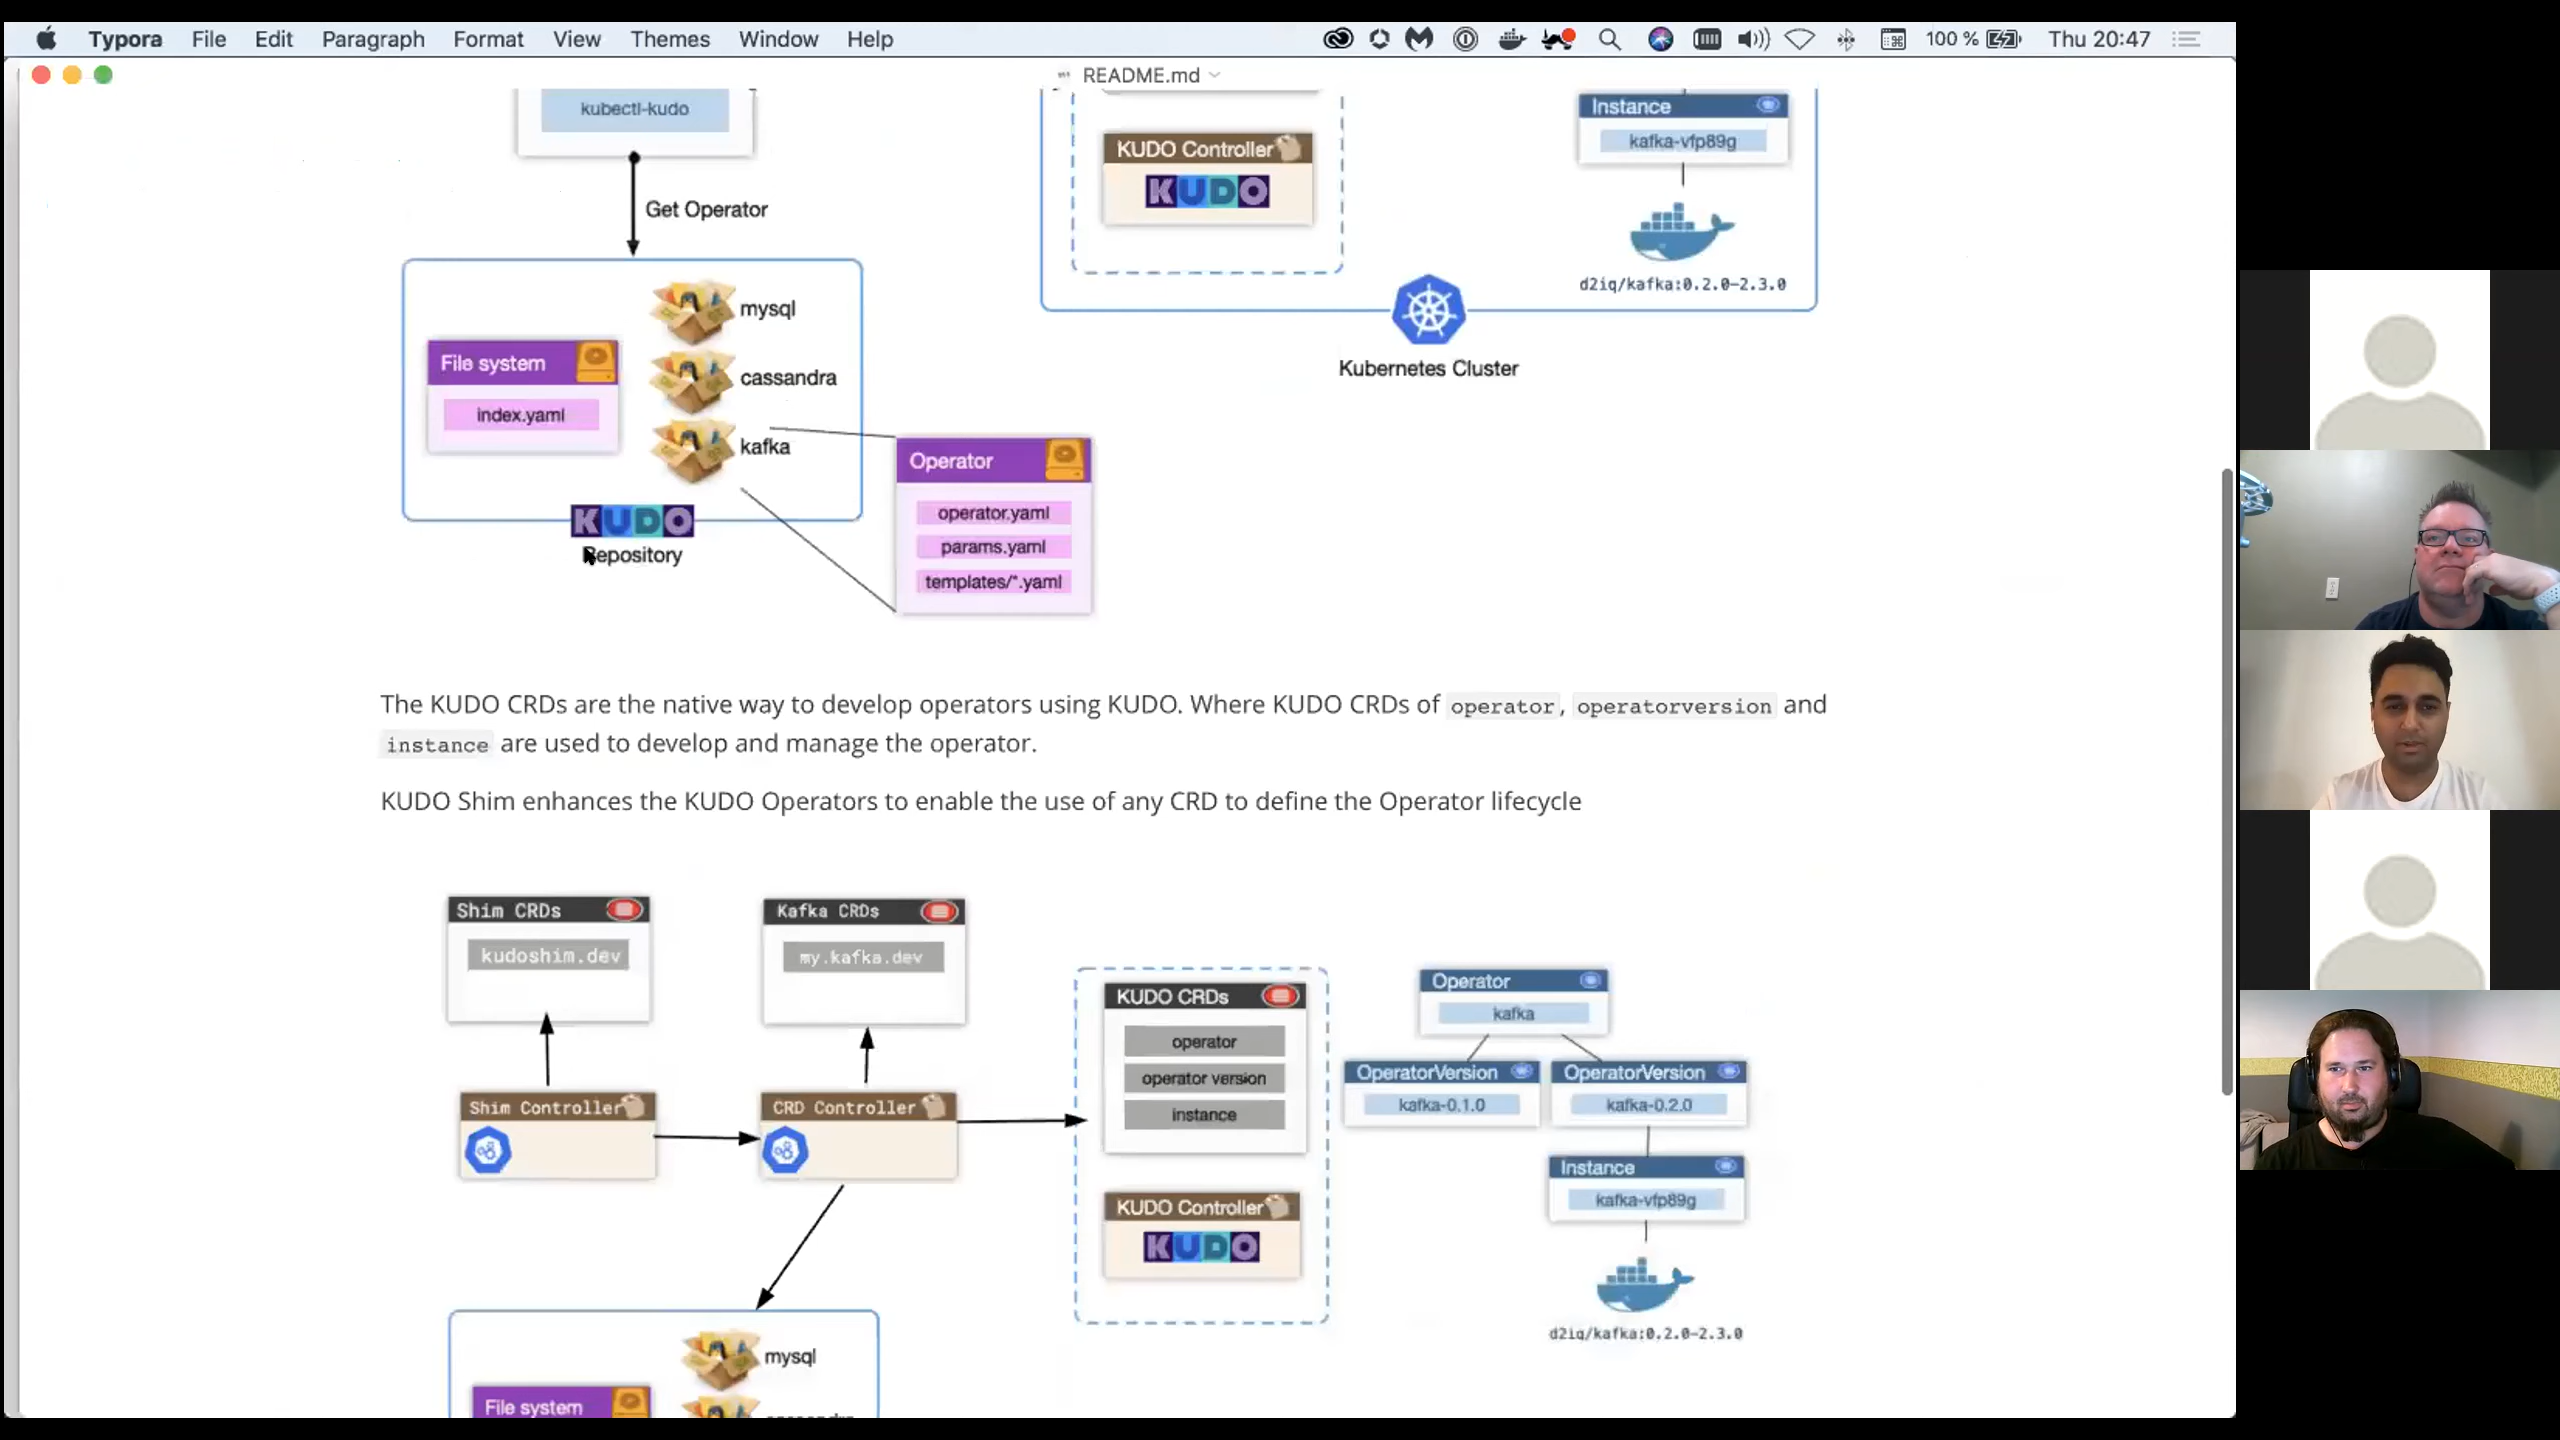 Typora File Edit Paragraph Format View Themes Window Help 100 % Thu 20:47
README.md
kubectl-kudo
Get Operator
mysql
File system
cassandra
index.yaml
kafka
KUDO
Repository
Operator
operator.yaml
params.yaml
templates/*.yaml
KUDO Controller
KUDO
Instance
kafka-vfp89g
d2iq/kafka:0.2.0-2.3.0
Kubernetes Cluster
The KUDO CRDs are the native way to develop operators using KUDO. Where KUDO CRDs of operator, operatorversion and
instance are used to develop and manage the operator.
KUDO Shim enhances the KUDO Operators to enable the use of any CRD to define the Operator lifecycle
Shim CRDs
kudoshim.dev
Kafka CRDs
my.kafka.dev
Shim Controller
CRD Controller
KUDO CRDs
operator
operator version
instance
KUDO Controller
KUDO
Operator
kafka
OperatorVersion
kafka-0.1.0
OperatorVersion
kafka-0.2.0
Instance
kafka-vfp89g
d2iq/kafka:0.2.0-2.3.0
mysql
File system